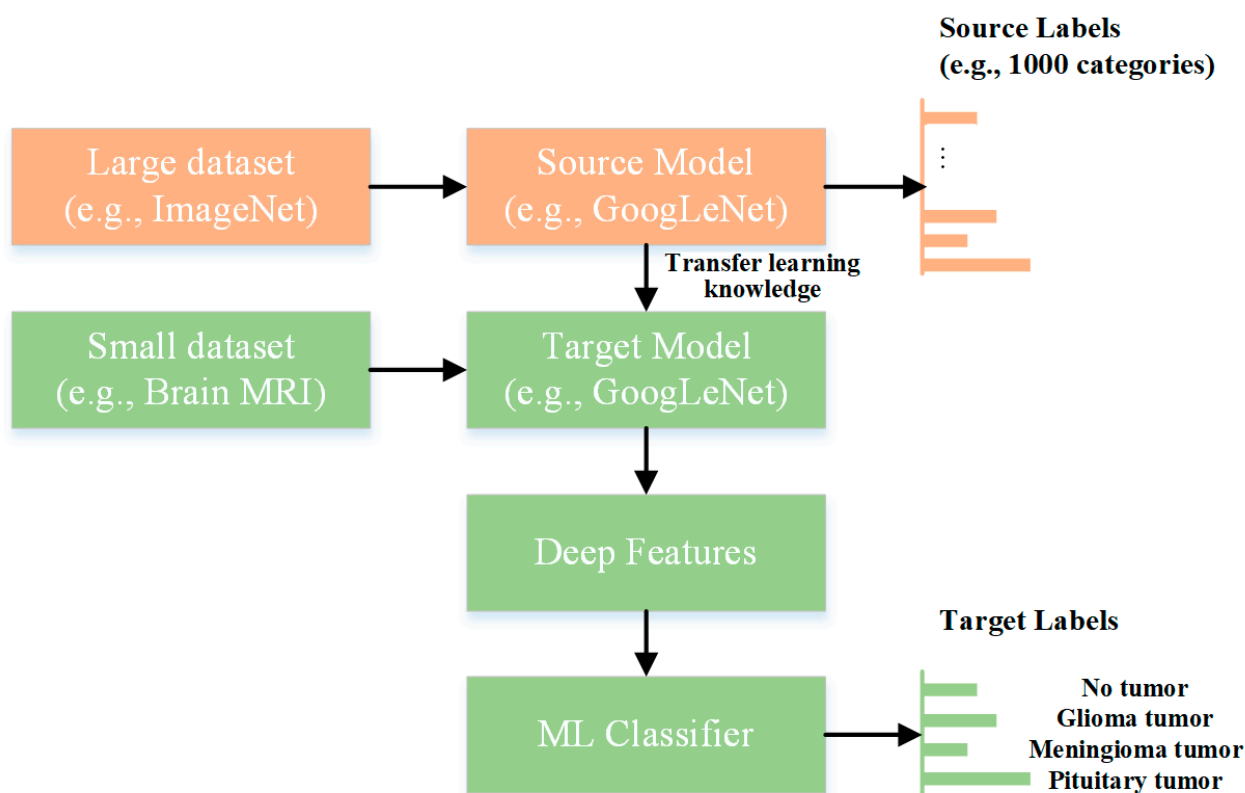 Source Labels
(e.g., 1000 categories)
Large dataset
(e.g., ImageNet)
Source Model
(e.g., GoogLeNet)
⋮
Transfer learning
knowledge
Small dataset
(e.g., Brain MRI)
Target Model
(e.g., GoogLeNet)
Deep Features
Target Labels
ML Classifier
No tumor
Glioma tumor
Meningioma tumor
Pituitary tumor